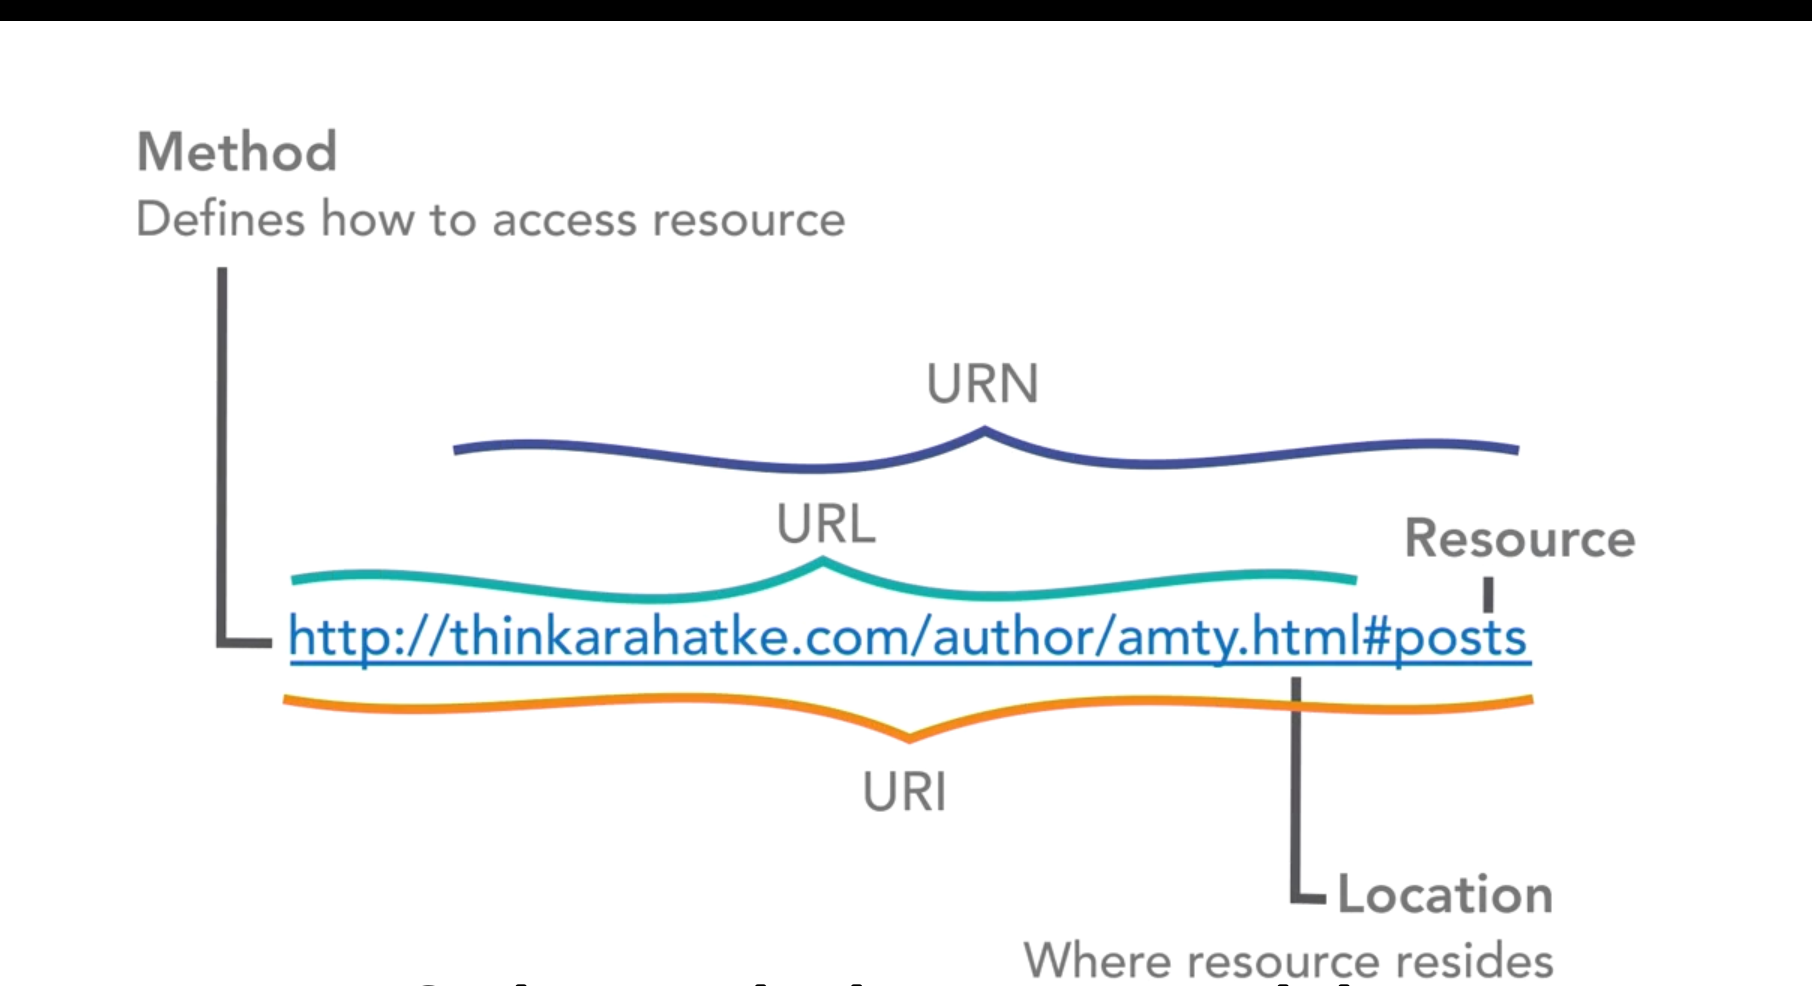 Method
Defines how to access resource
URN
URL
Resource
http://thinkarahatke.com/author/amty.html#posts
URI
Location
Where resource resides